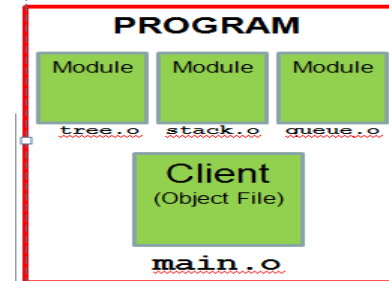 PROGRAM
Module Module Module
tree.o stack.o queue.o
Client
(Object File)
main.o